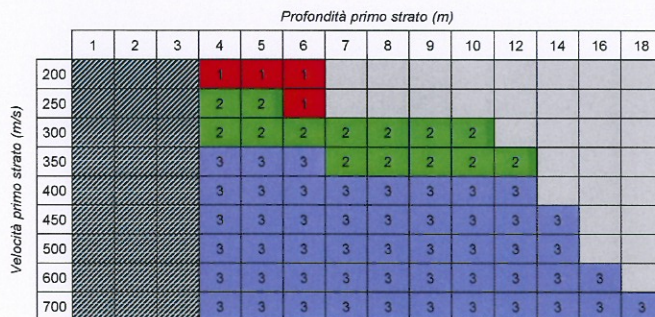 Profondità primo strato (m)
1 2 3 4 5 6 7 8 9 10 12 14 16 18
Velocità primo strato (m/s)
200 1 1 1
250 2 2 1
300 2 2 2 2 2 2 2
350 3 3 3 2 2 2 2 2
400 3 3 3 3 3 3 3 3
450 3 3 3 3 3 3 3 3 3
500 3 3 3 3 3 3 3 3 3
600 3 3 3 3 3 3 3 3 3 3
700 3 3 3 3 3 3 3 3 3 3 3